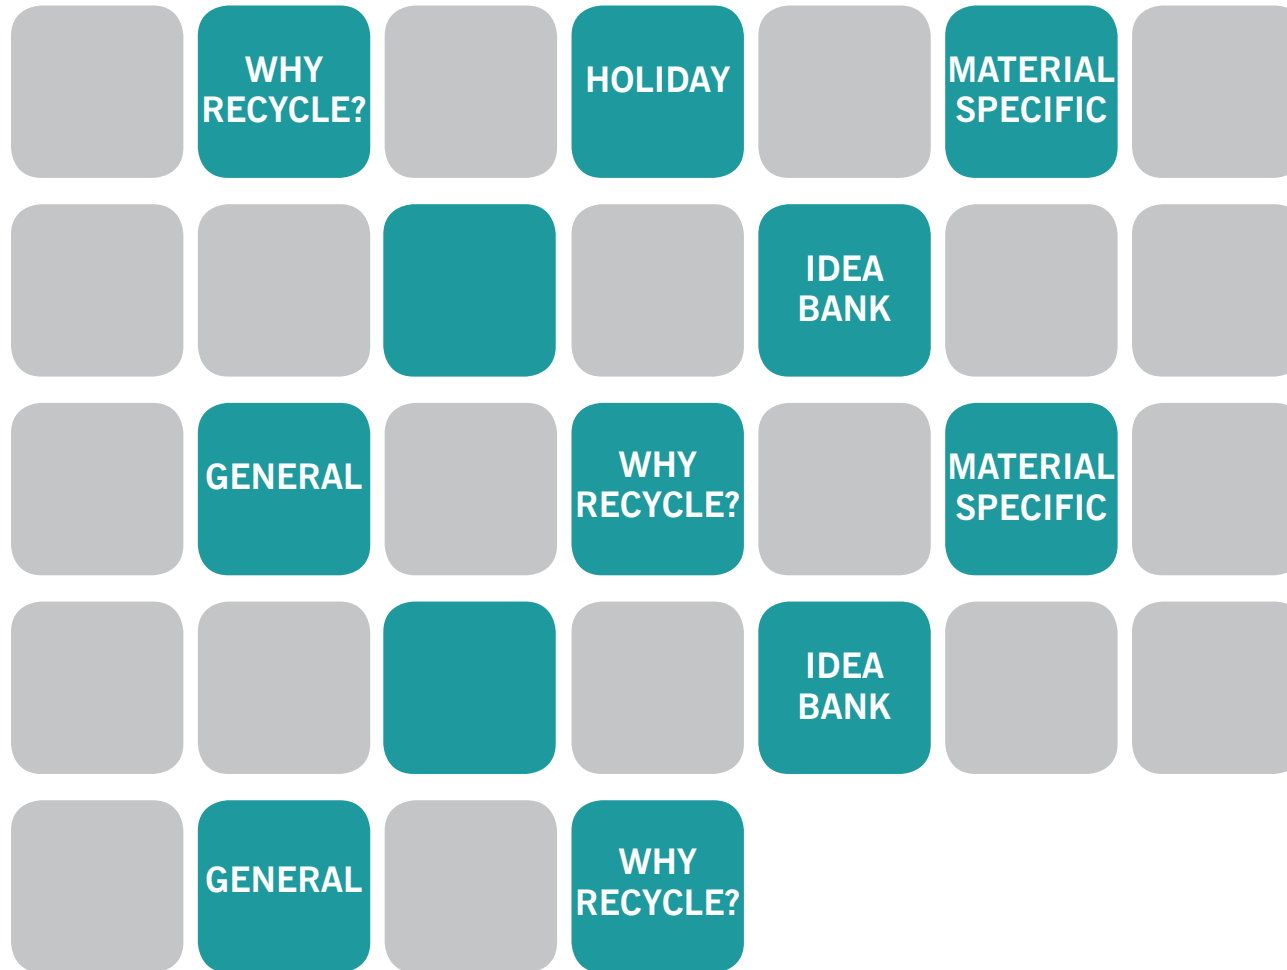 WHY
RECYCLE?
HOLIDAY
MATERIAL
SPECIFIC
IDEA
BANK
GENERAL
WHY
RECYCLE?
MATERIAL
SPECIFIC
IDEA
BANK
GENERAL
WHY
RECYCLE?